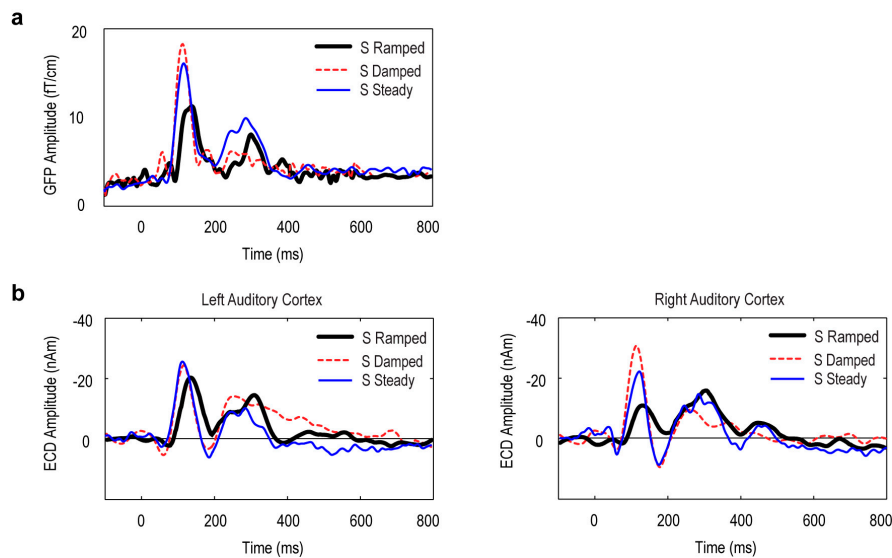 a
20
10
0
GFP Amplitude (fT/cm)
S Ramped
S Damped
S Steady
0 200 400 600 800
Time (ms)
b
Left Auditory Cortex
-40
-20
0
ECD Amplitude (nAm)
S Ramped
S Damped
S Steady
0 200 400 600 800
Time (ms)
Right Auditory Cortex
-40
-20
0
ECD Amplitude (nAm)
S Ramped
S Damped
S Steady
0 200 400 600 800
Time (ms)